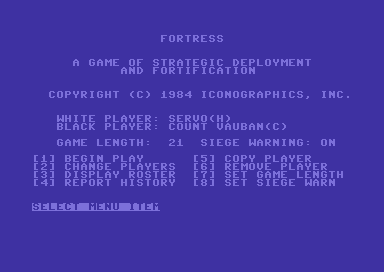 FORTRESS
A GAME OF STRATEGIC DEPLOYMENT
AND FORTIFICATION
COPYRIGHT (C) 1984 ICONOGRAPHICS, INC.
WHITE PLAYER: SERVO(H)
BLACK PLAYER: COUNT VAUBAN(C)
GAME LENGTH: 21 SIEGE WARNING: ON
[1] BEGIN PLAY [5] COPY PLAYER
[2] CHANGE PLAYERS [6] REMOVE PLAYER
[3] DISPLAY ROSTER [7] SET GAME LENGTH
[4] REPORT HISTORY [8] SET SIEGE WARN
SELECT MENU ITEM